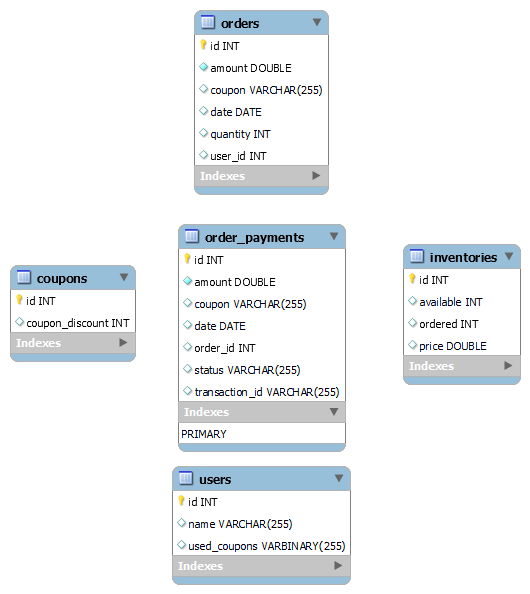 orders
id INT
amount DOUBLE
coupon VARCHAR(255)
date DATE
quantity INT
user_id INT
Indexes
order_payments
id INT
amount DOUBLE
coupon VARCHAR(255)
date DATE
order_id INT
status VARCHAR(255)
transaction_id VARCHAR(255)
Indexes
PRIMARY
coupons
id INT
coupon_discount INT
Indexes
inventories
id INT
available INT
ordered INT
price DOUBLE
Indexes
users
id INT
name VARCHAR(255)
used_coupons VARBINARY(255)
Indexes